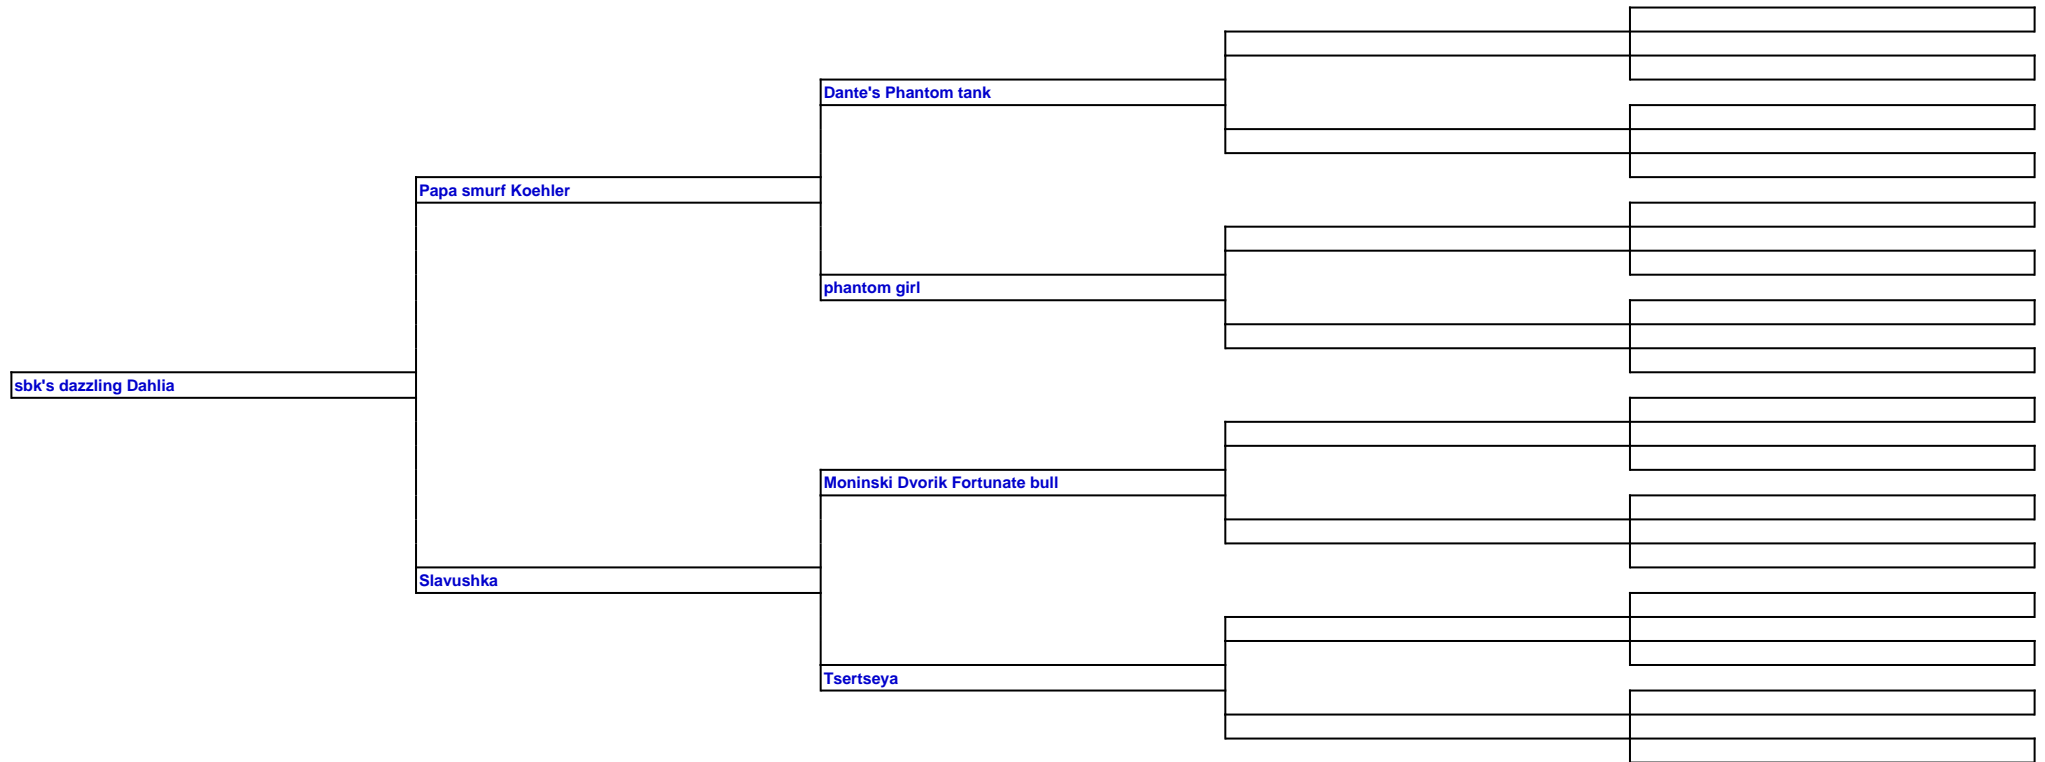 Dante's Phantom tank
Papa smurf Koehler
phantom girl
sbk's dazzling Dahlia
Moninski Dvorik Fortunate bull
Slavushka
Tsertseya